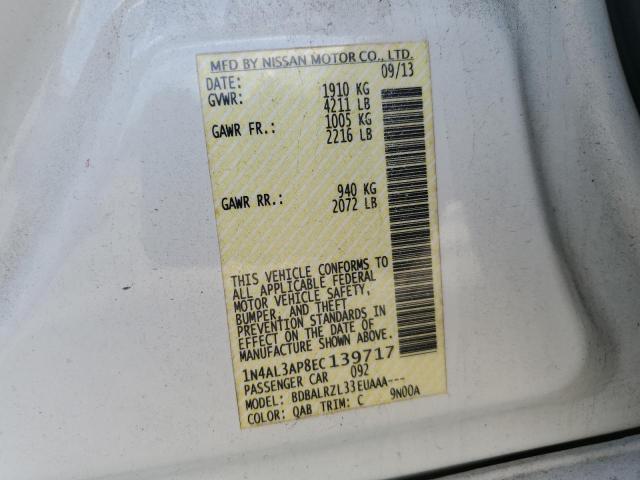 MFD BY NISSAN MOTOR CO., LTD.
DATE: 09/13
GVWR: 1910 KG
4211 LB
GAWR FR.: 1005 KG
2216 LB
GAWR RR.: 940 KG
2072 LB
THIS VEHICLE CONFORMS TO
ALL APPLICABLE FEDERAL
MOTOR VEHICLE SAFETY,
BUMPER, AND THEFT
PREVENTION STANDARDS IN
EFFECT ON THE DATE OF
MANUFACTURE SHOWN ABOVE.
1N4AL3AP8EC139717
PASSENGER CAR 092
MODEL: BDBALRZL33EUAAA---
COLOR: QAB TRIM: C 9N00A